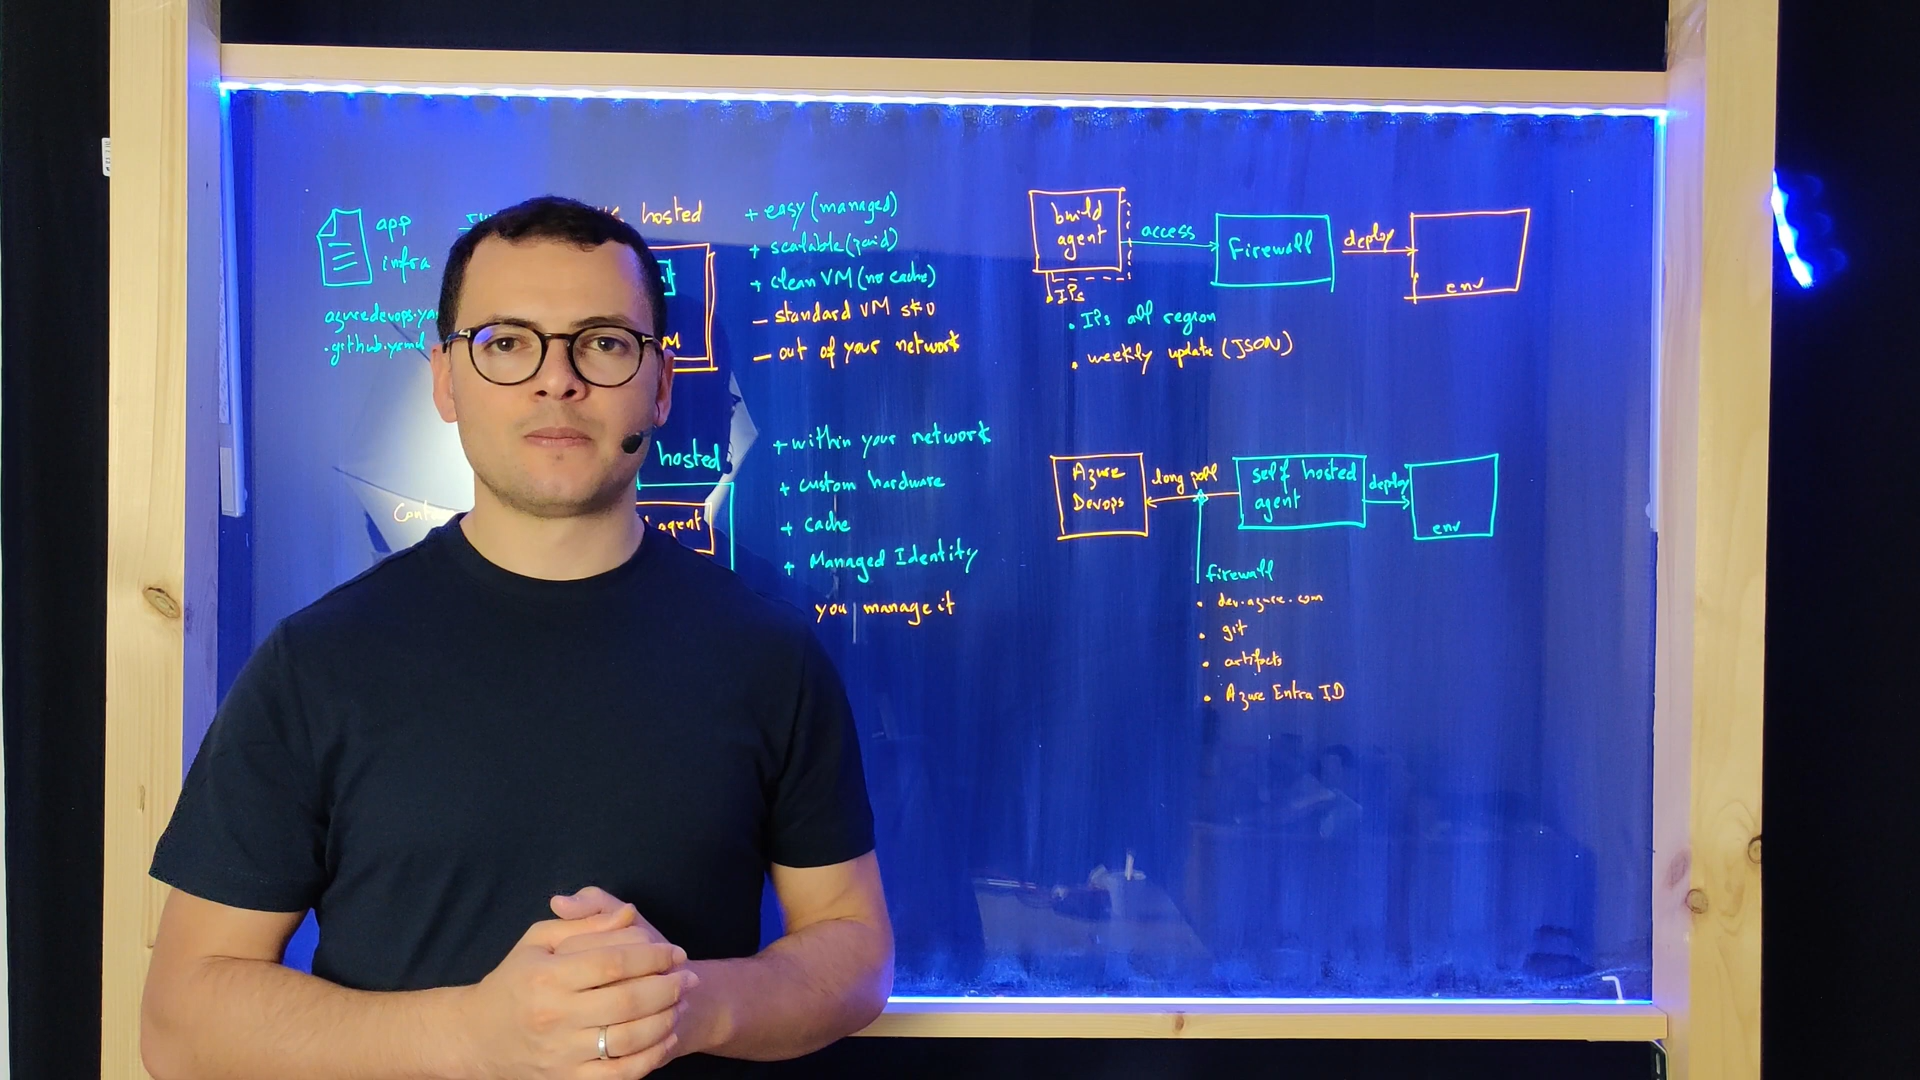 app
infra
azuredevops.ya
.github.yaml
hosted
M
+ easy (managed)
+ scalable (paid)
+ clean VM (no cache)
- standard VM
- out of your network
hosted
agent
+ within your network
+ custom hardware
+ cache
+ Managed Identity
you manage it
build
agent
access
Firewall
deploy
env
IPs
. IPs all region
. weekly update (JSON)
Azure
Devops
long poll
self hosted
agent
deploy
env
firewall
. dev.azure.com
. git
. artifacts
. Azure Entra ID